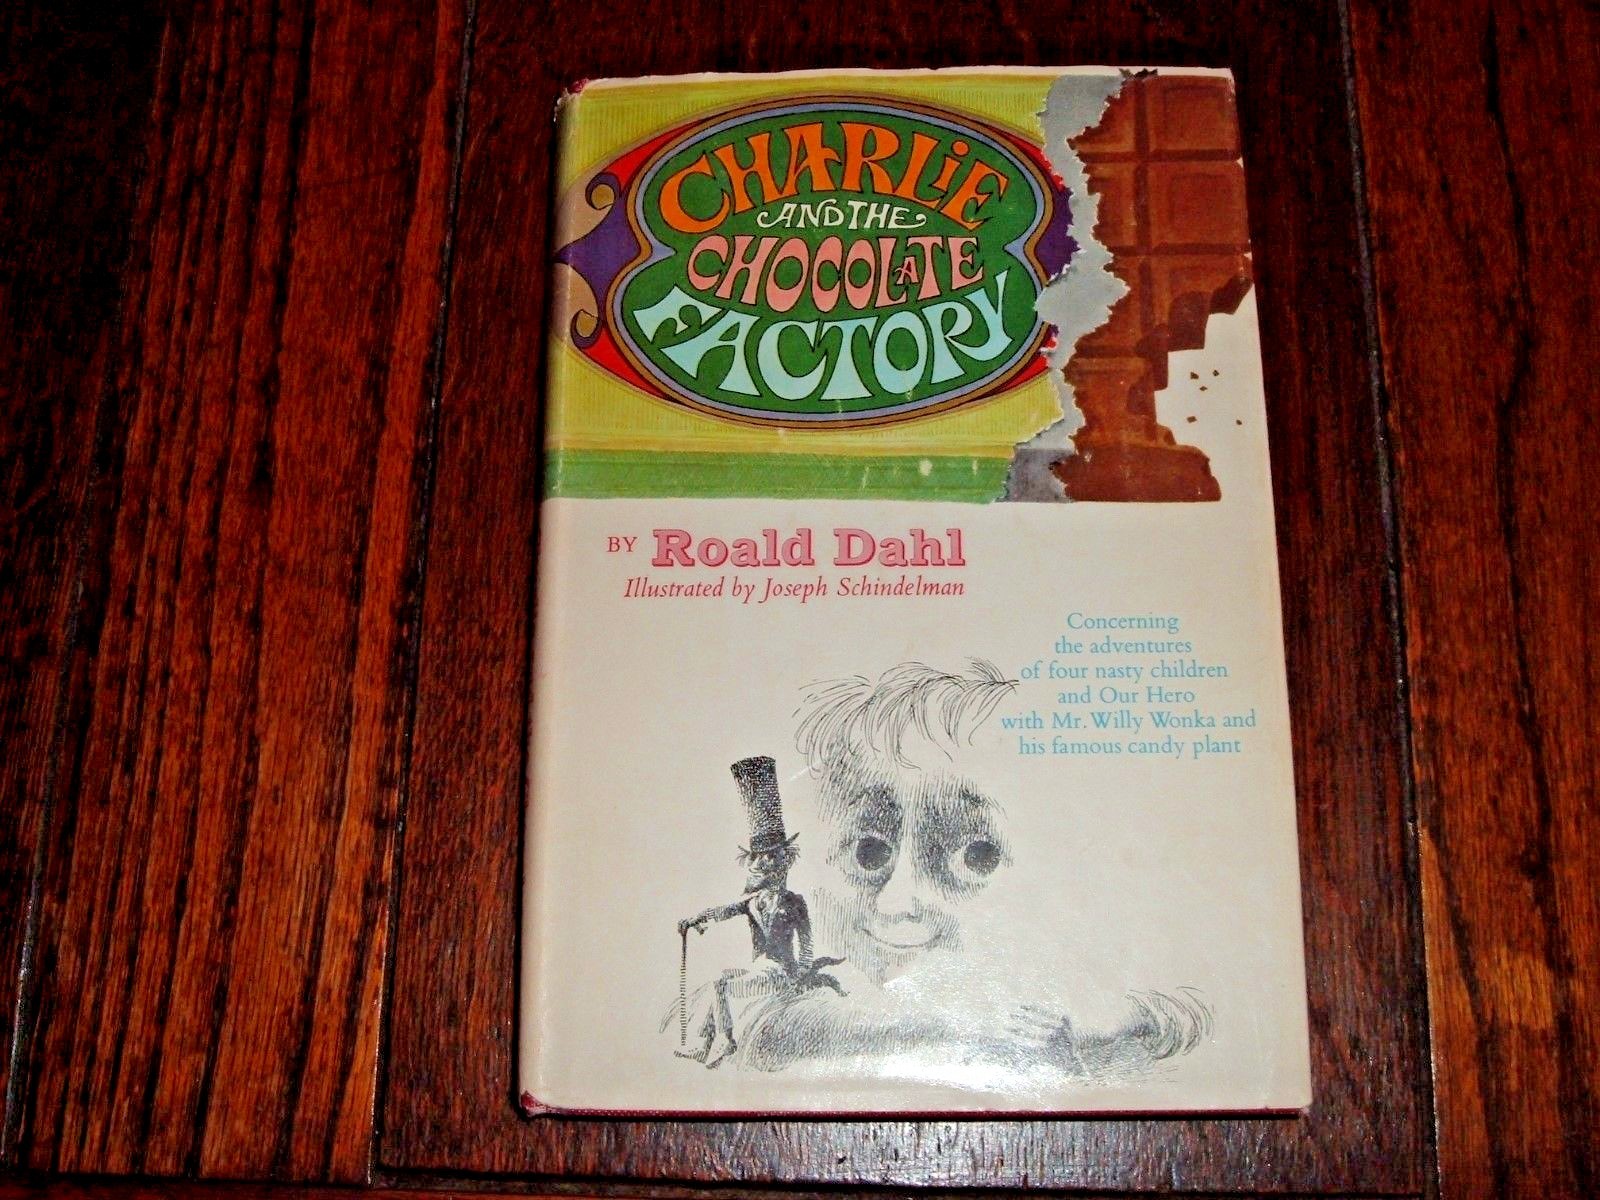 CHARLiE
AND THE
CHOCOLATE
FACTORY
BY Roald Dahl
Illustrated by Joseph Schindelman
Concerning
the adventures
of four nasty children
and Our Hero
with Mr. Willy Wonka and
his famous candy plant